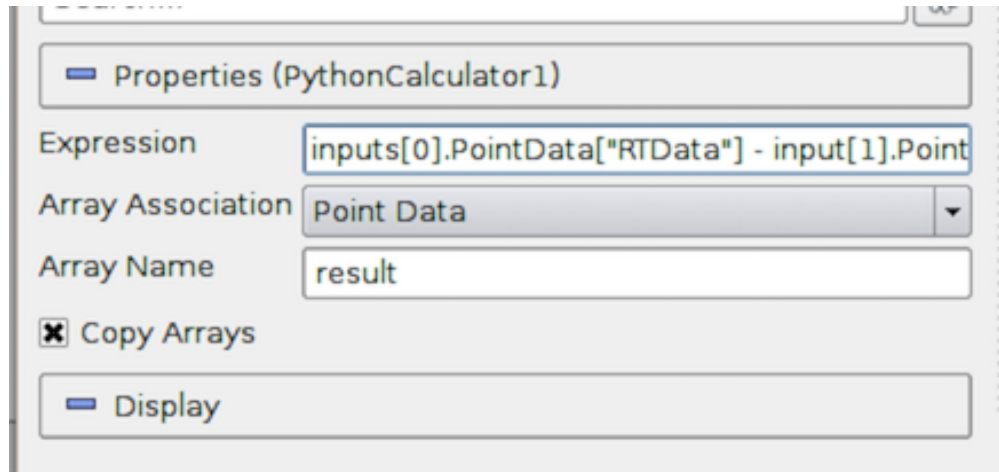 Properties (PythonCalculator1)
Expression inputs[0].PointData["RTData"] - input[1].Point
Array Association Point Data
Array Name result
Copy Arrays
Display